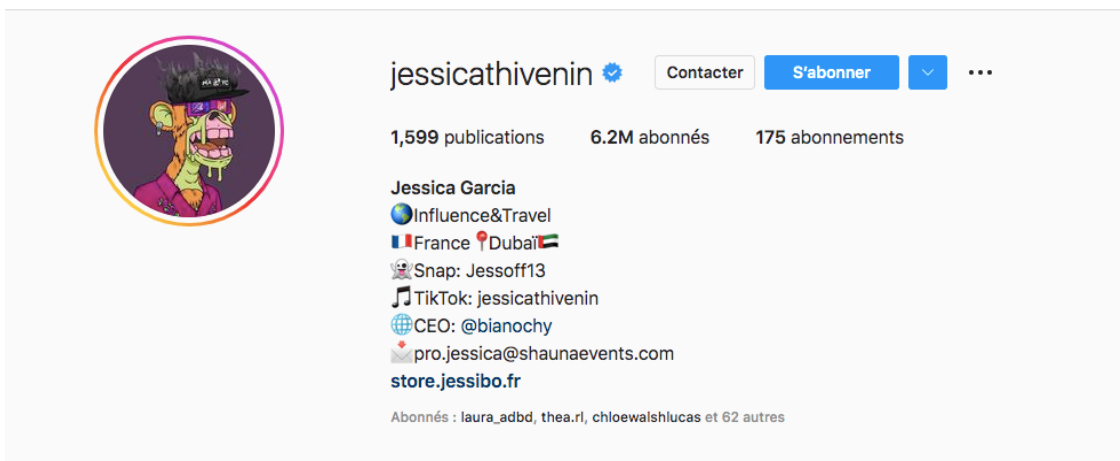 jessicathivenin Contacter S'abonner
1,599 publications 6.2M abonnés 175 abonnements
Jessica Garcia
🌎Influence&Travel
🇫🇷France 📍Dubaï🇦🇪
👻Snap: Jessoff13
🎵TikTok: jessicathivenin
🌐CEO: @bianochy
📩pro.jessica@shaunaevents.com
store.jessibo.fr
Abonnés : laura_adbd, thea.rl, chloewalshlucas et 62 autres